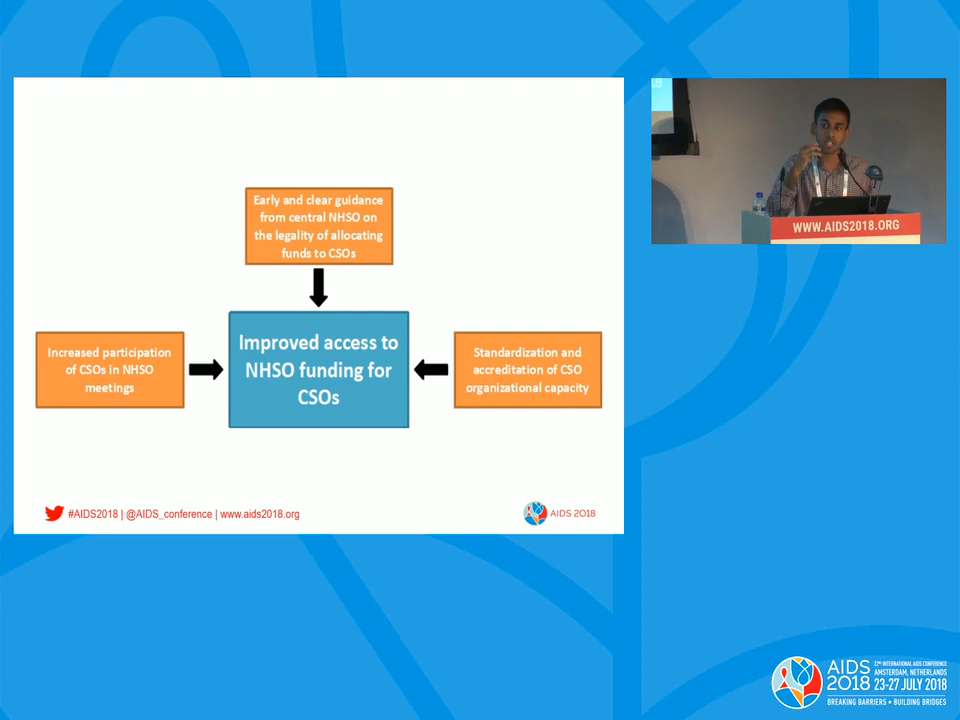 Early and clear guidance
from central NHSO on
the legality of allocating
funds to CSOs
Increased participation
of CSOs in NHSO
meetings
Improved access to
NHSO funding for
CSOs
Standardization and
accreditation of CSO
organizational capacity
#AIDS2018 | @AIDS_conference | www.aids2018.org
AIDS 2018
WWW.AIDS2018.ORG
AIDS
2018
22ND INTERNATIONAL AIDS CONFERENCE
AMSTERDAM, NETHERLANDS
23-27 JULY 2018
BREAKING BARRIERS • BUILDING BRIDGES